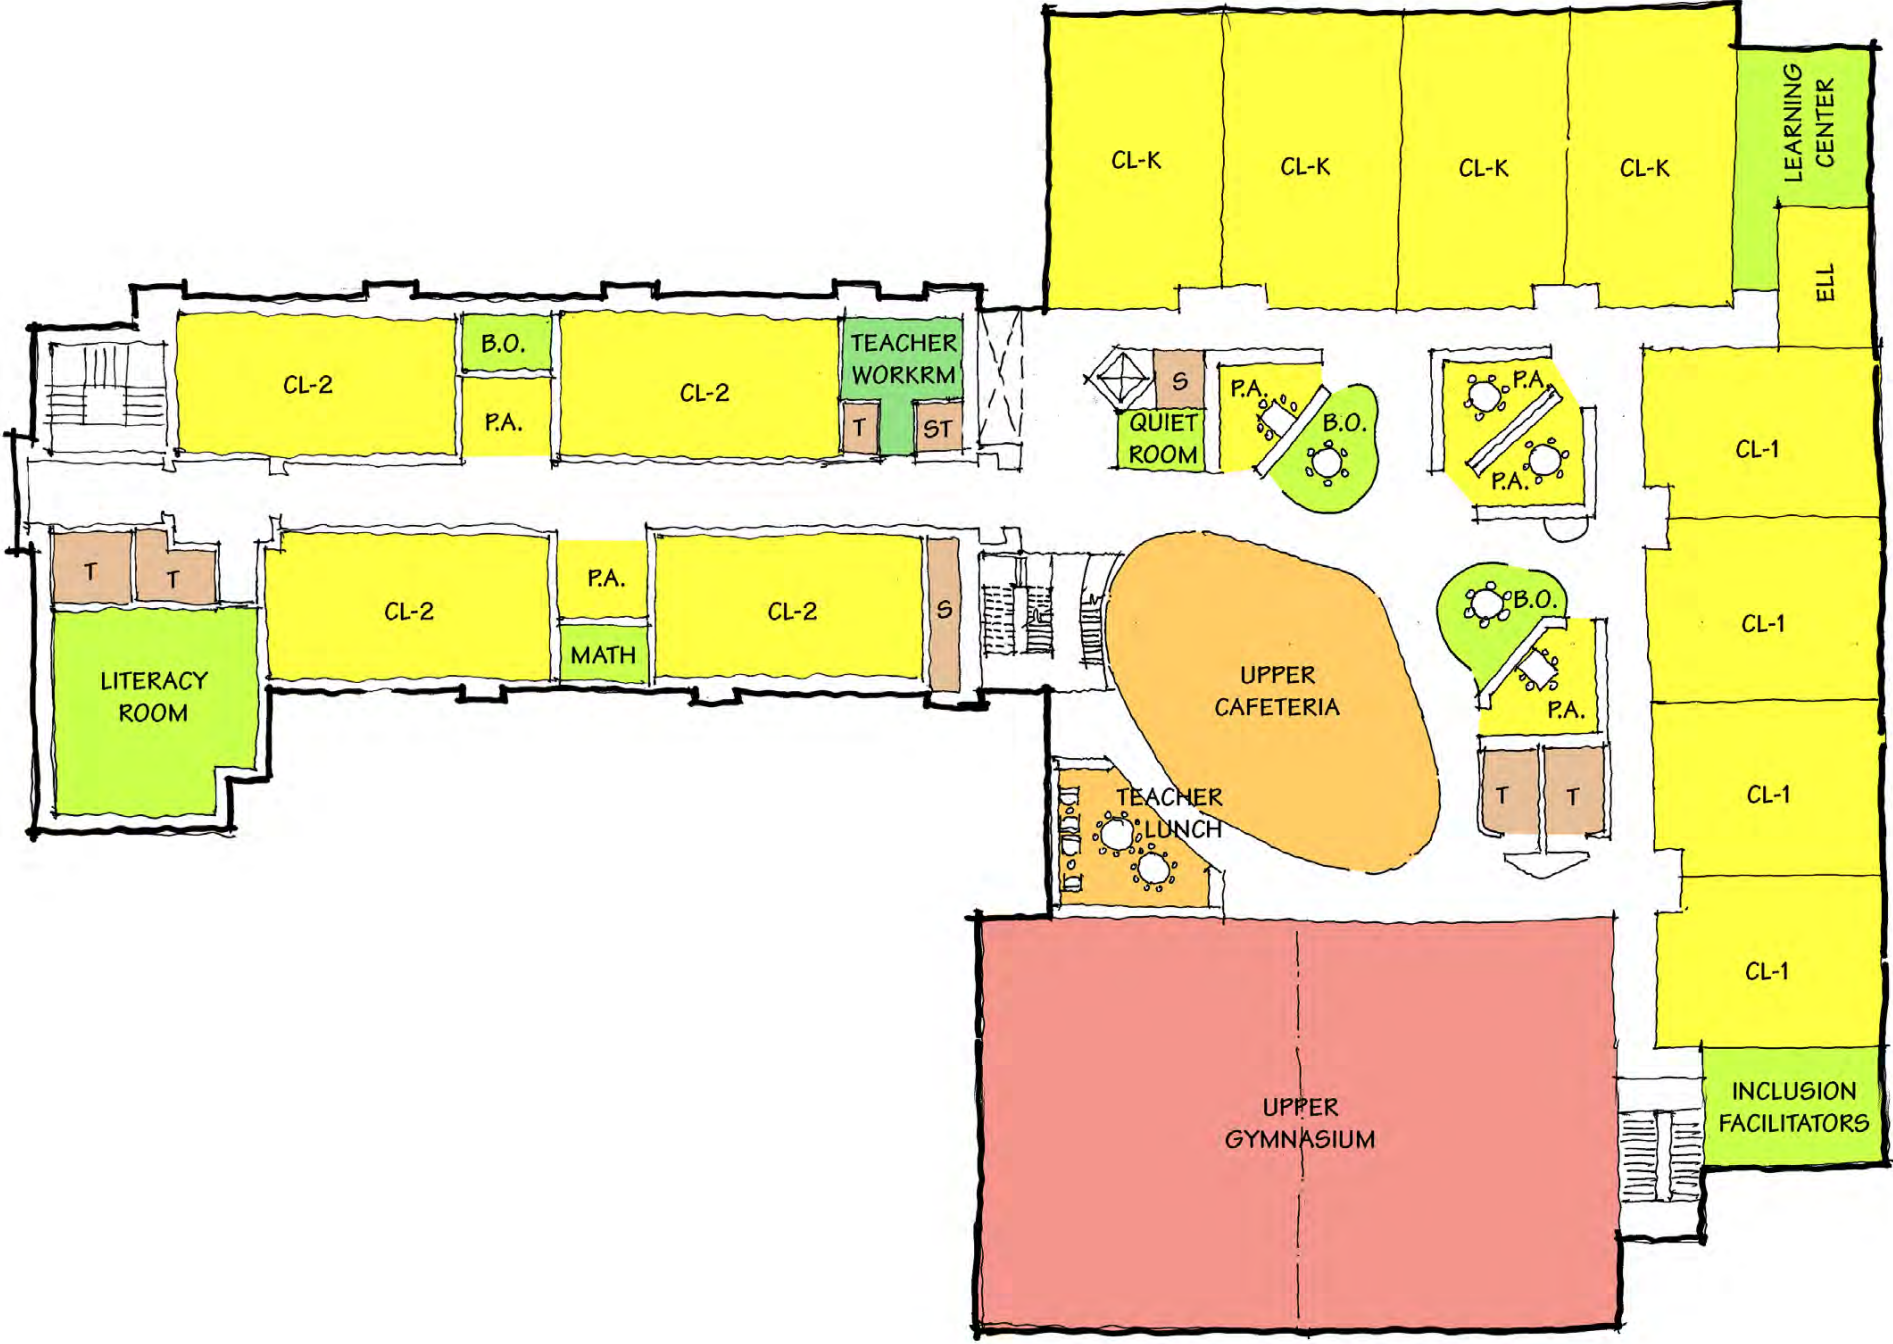 CL-K
CL-K
CL-K
CL-K
LEARNING
CENTER
ELL
CL-2
B.O.
P.A.
CL-2
TEACHER
WORKRM
T
ST
S
QUIET
ROOM
P.A.
B.O.
P.A.
P.A.
CL-1
T
T
LITERACY
ROOM
CL-2
P.A.
MATH
CL-2
S
UPPER
CAFETERIA
B.O.
P.A.
CL-1
TEACHER
LUNCH
T
T
CL-1
CL-1
UPPER
GYMNASIUM
INCLUSION
FACILITATORS